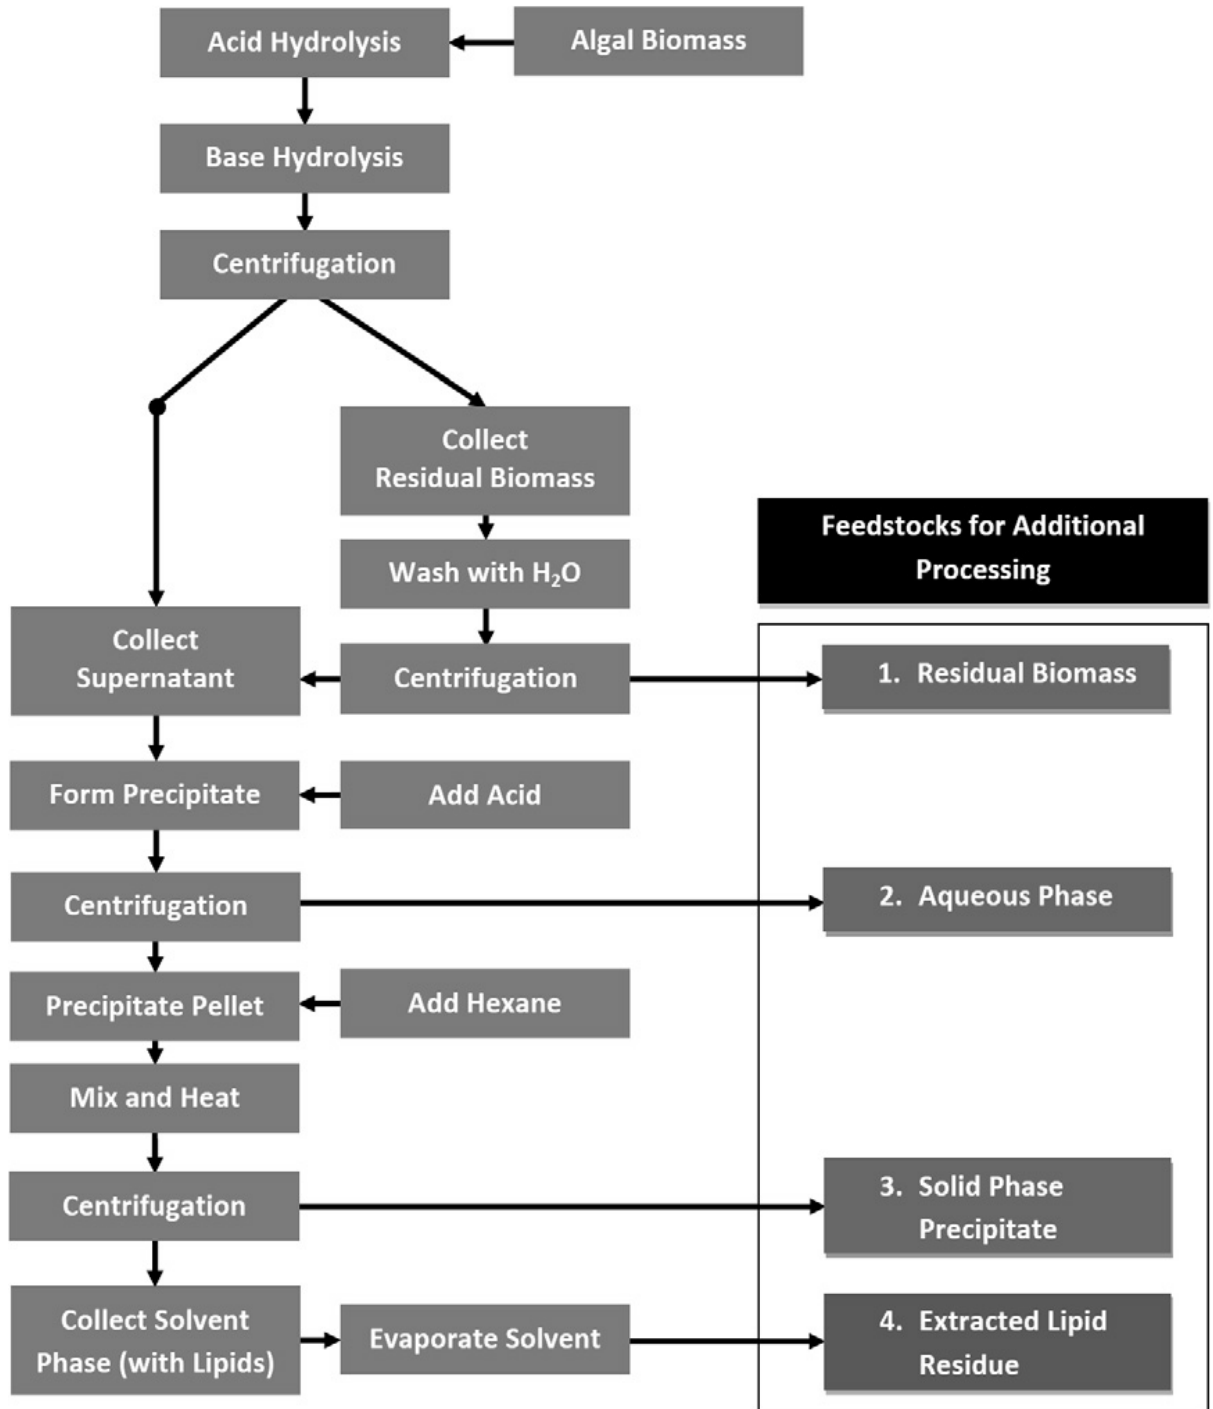 Acid Hydrolysis
Algal Biomass
Base Hydrolysis
Centrifugation
Collect
Residual Biomass
Wash with H₂O
Feedstocks for Additional
Processing
Collect
Supernatant
Centrifugation
1. Residual Biomass
Form Precipitate
Add Acid
Centrifugation
2. Aqueous Phase
Precipitate Pellet
Add Hexane
Mix and Heat
Centrifugation
3. Solid Phase
Precipitate
Collect Solvent
Phase (with Lipids)
Evaporate Solvent
4. Extracted Lipid
Residue